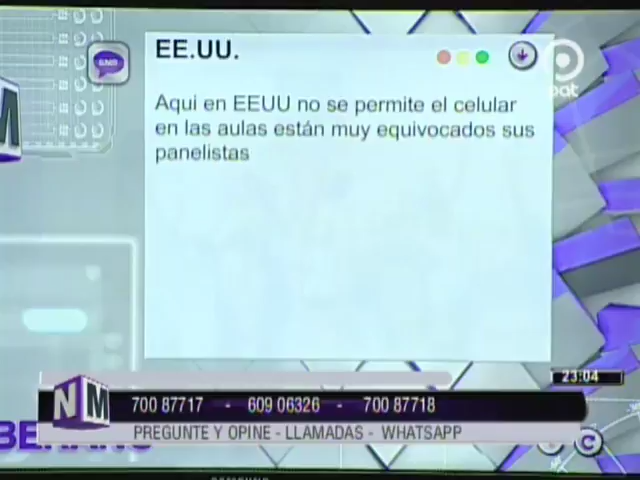 EE.UU.
SMS
pat
Aqui en EEUU no se permite el celular
en las aulas están muy equivocados sus
panelistas
23:04
NM
700 87717 - 609 06326 - 700 87718
PREGUNTE Y OPINE - LLAMADAS - WHATSAPP
C